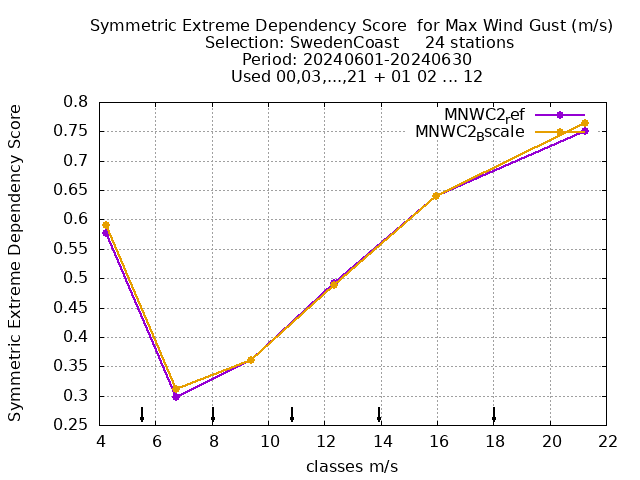 Symmetric Extreme Dependency Score  for Max Wind Gust (m/s)
Selection: SwedenCoast     24 stations
Period: 20240601-20240630
Used 00,03,...,21 + 01 02 ... 12
Symmetric Extreme Dependency Score
0.8
0.75
0.7
0.65
0.6
0.55
0.5
0.45
0.4
0.35
0.3
0.25
MNWC2ref
MNWC2Bscale
4 6 8 10 12 14 16 18 20 22
classes m/s